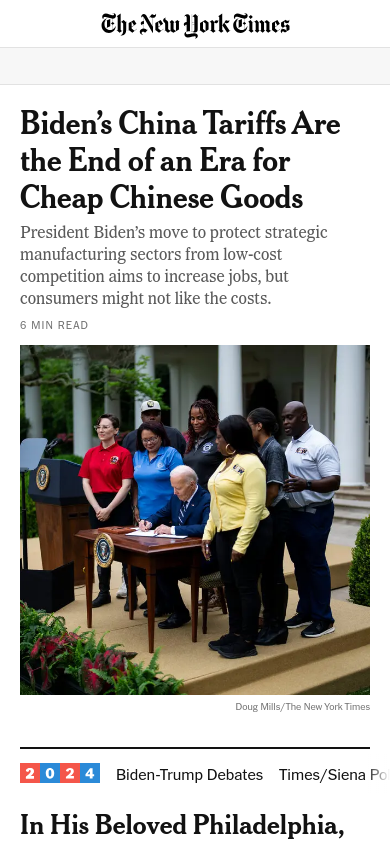 The New York Times
Biden’s China Tariffs Are
the End of an Era for
Cheap Chinese Goods
President Biden’s move to protect strategic
manufacturing sectors from low-cost
competition aims to increase jobs, but
consumers might not like the costs.
6 MIN READ
Doug Mills/The New York Times
2024 Biden-Trump Debates Times/Siena Po
In His Beloved Philadelphia,